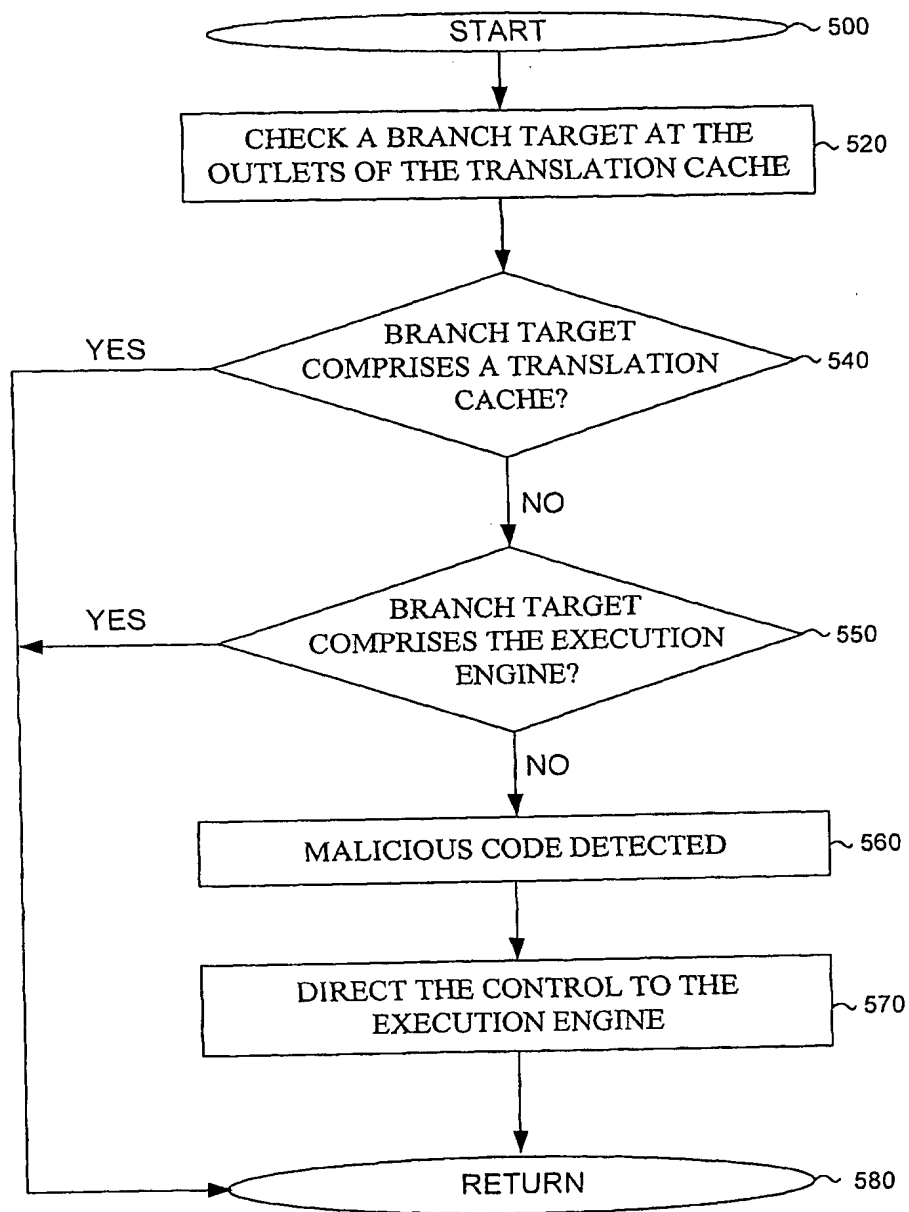 START
500
CHECK A BRANCH TARGET AT THE
OUTLETS OF THE TRANSLATION CACHE
520
BRANCH TARGET
COMPRISES A TRANSLATION
CACHE?
540
YES
NO
BRANCH TARGET
COMPRISES THE EXECUTION
ENGINE?
550
YES
NO
MALICIOUS CODE DETECTED
560
DIRECT THE CONTROL TO THE
EXECUTION ENGINE
570
RETURN
580